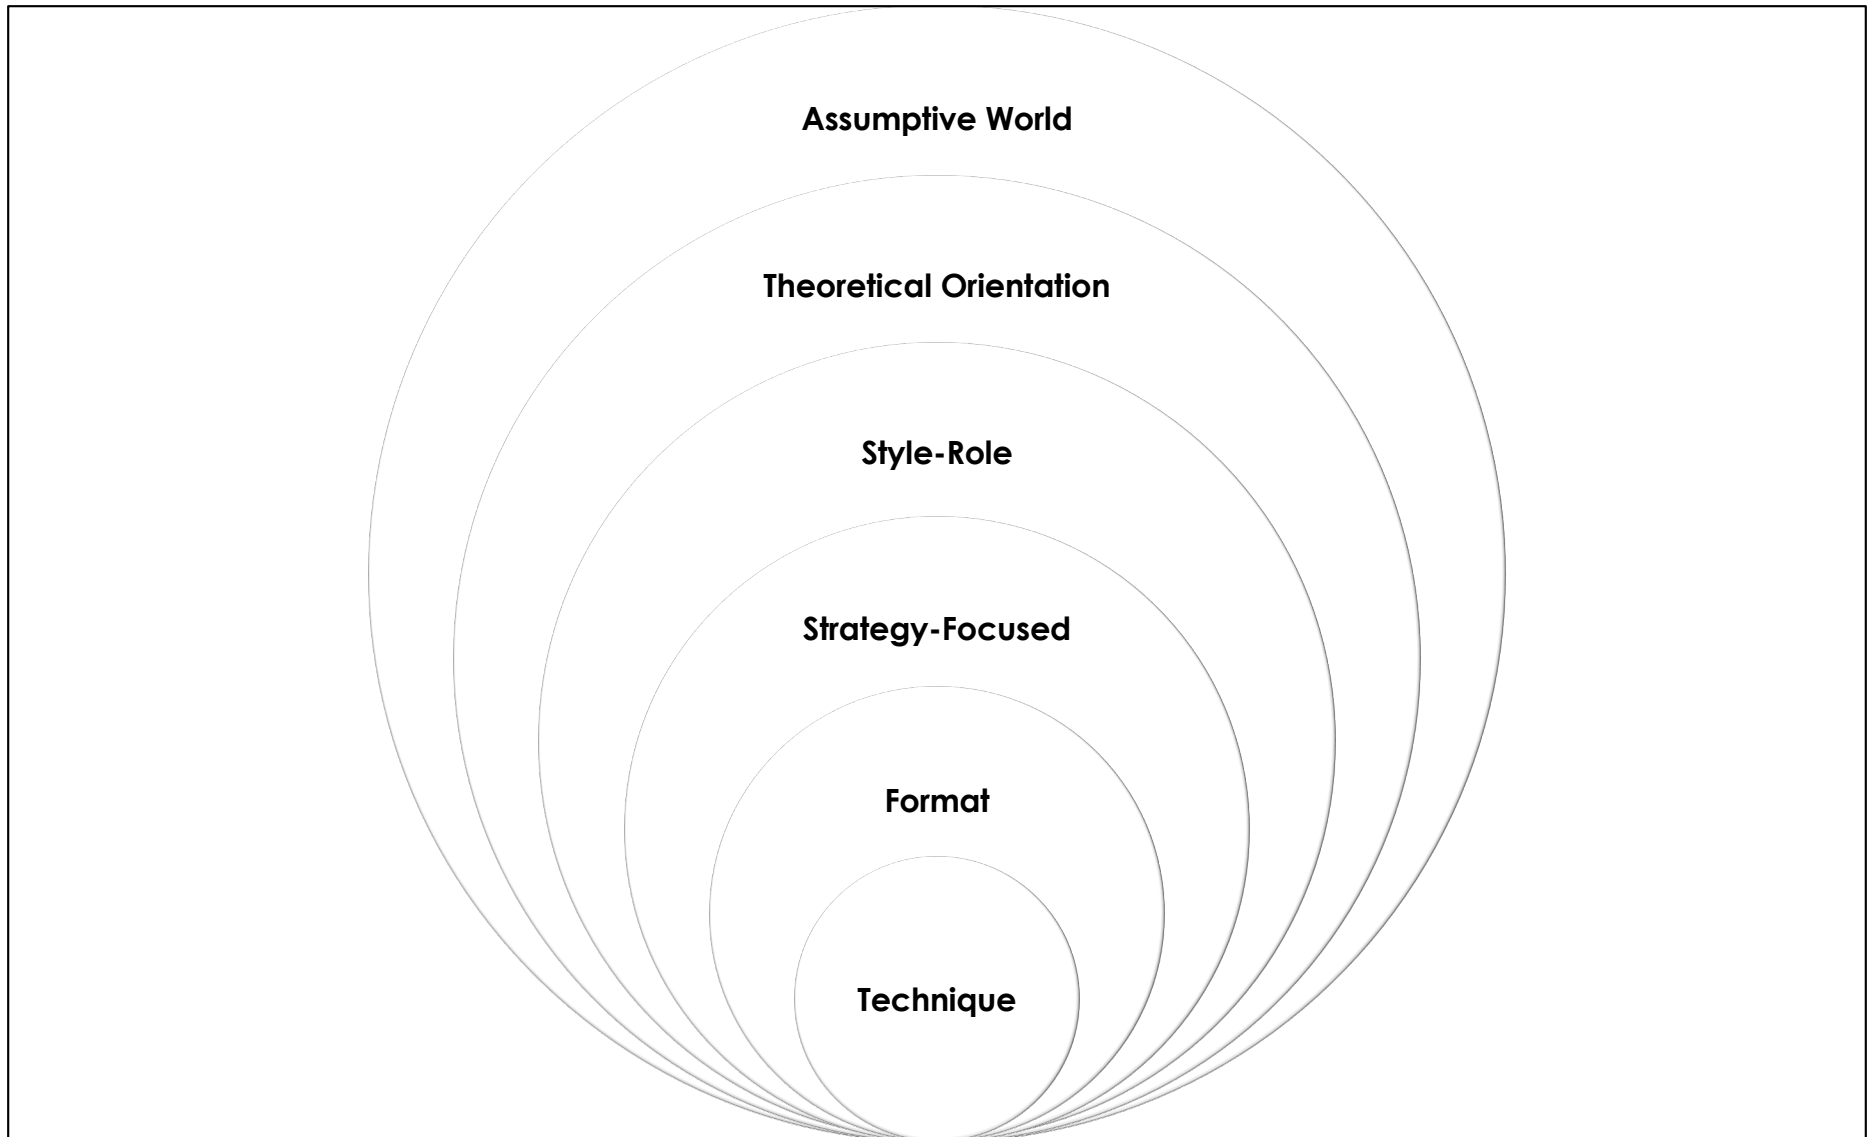 Assumptive World
Theoretical Orientation
Style-Role
Strategy-Focused
Format
Technique